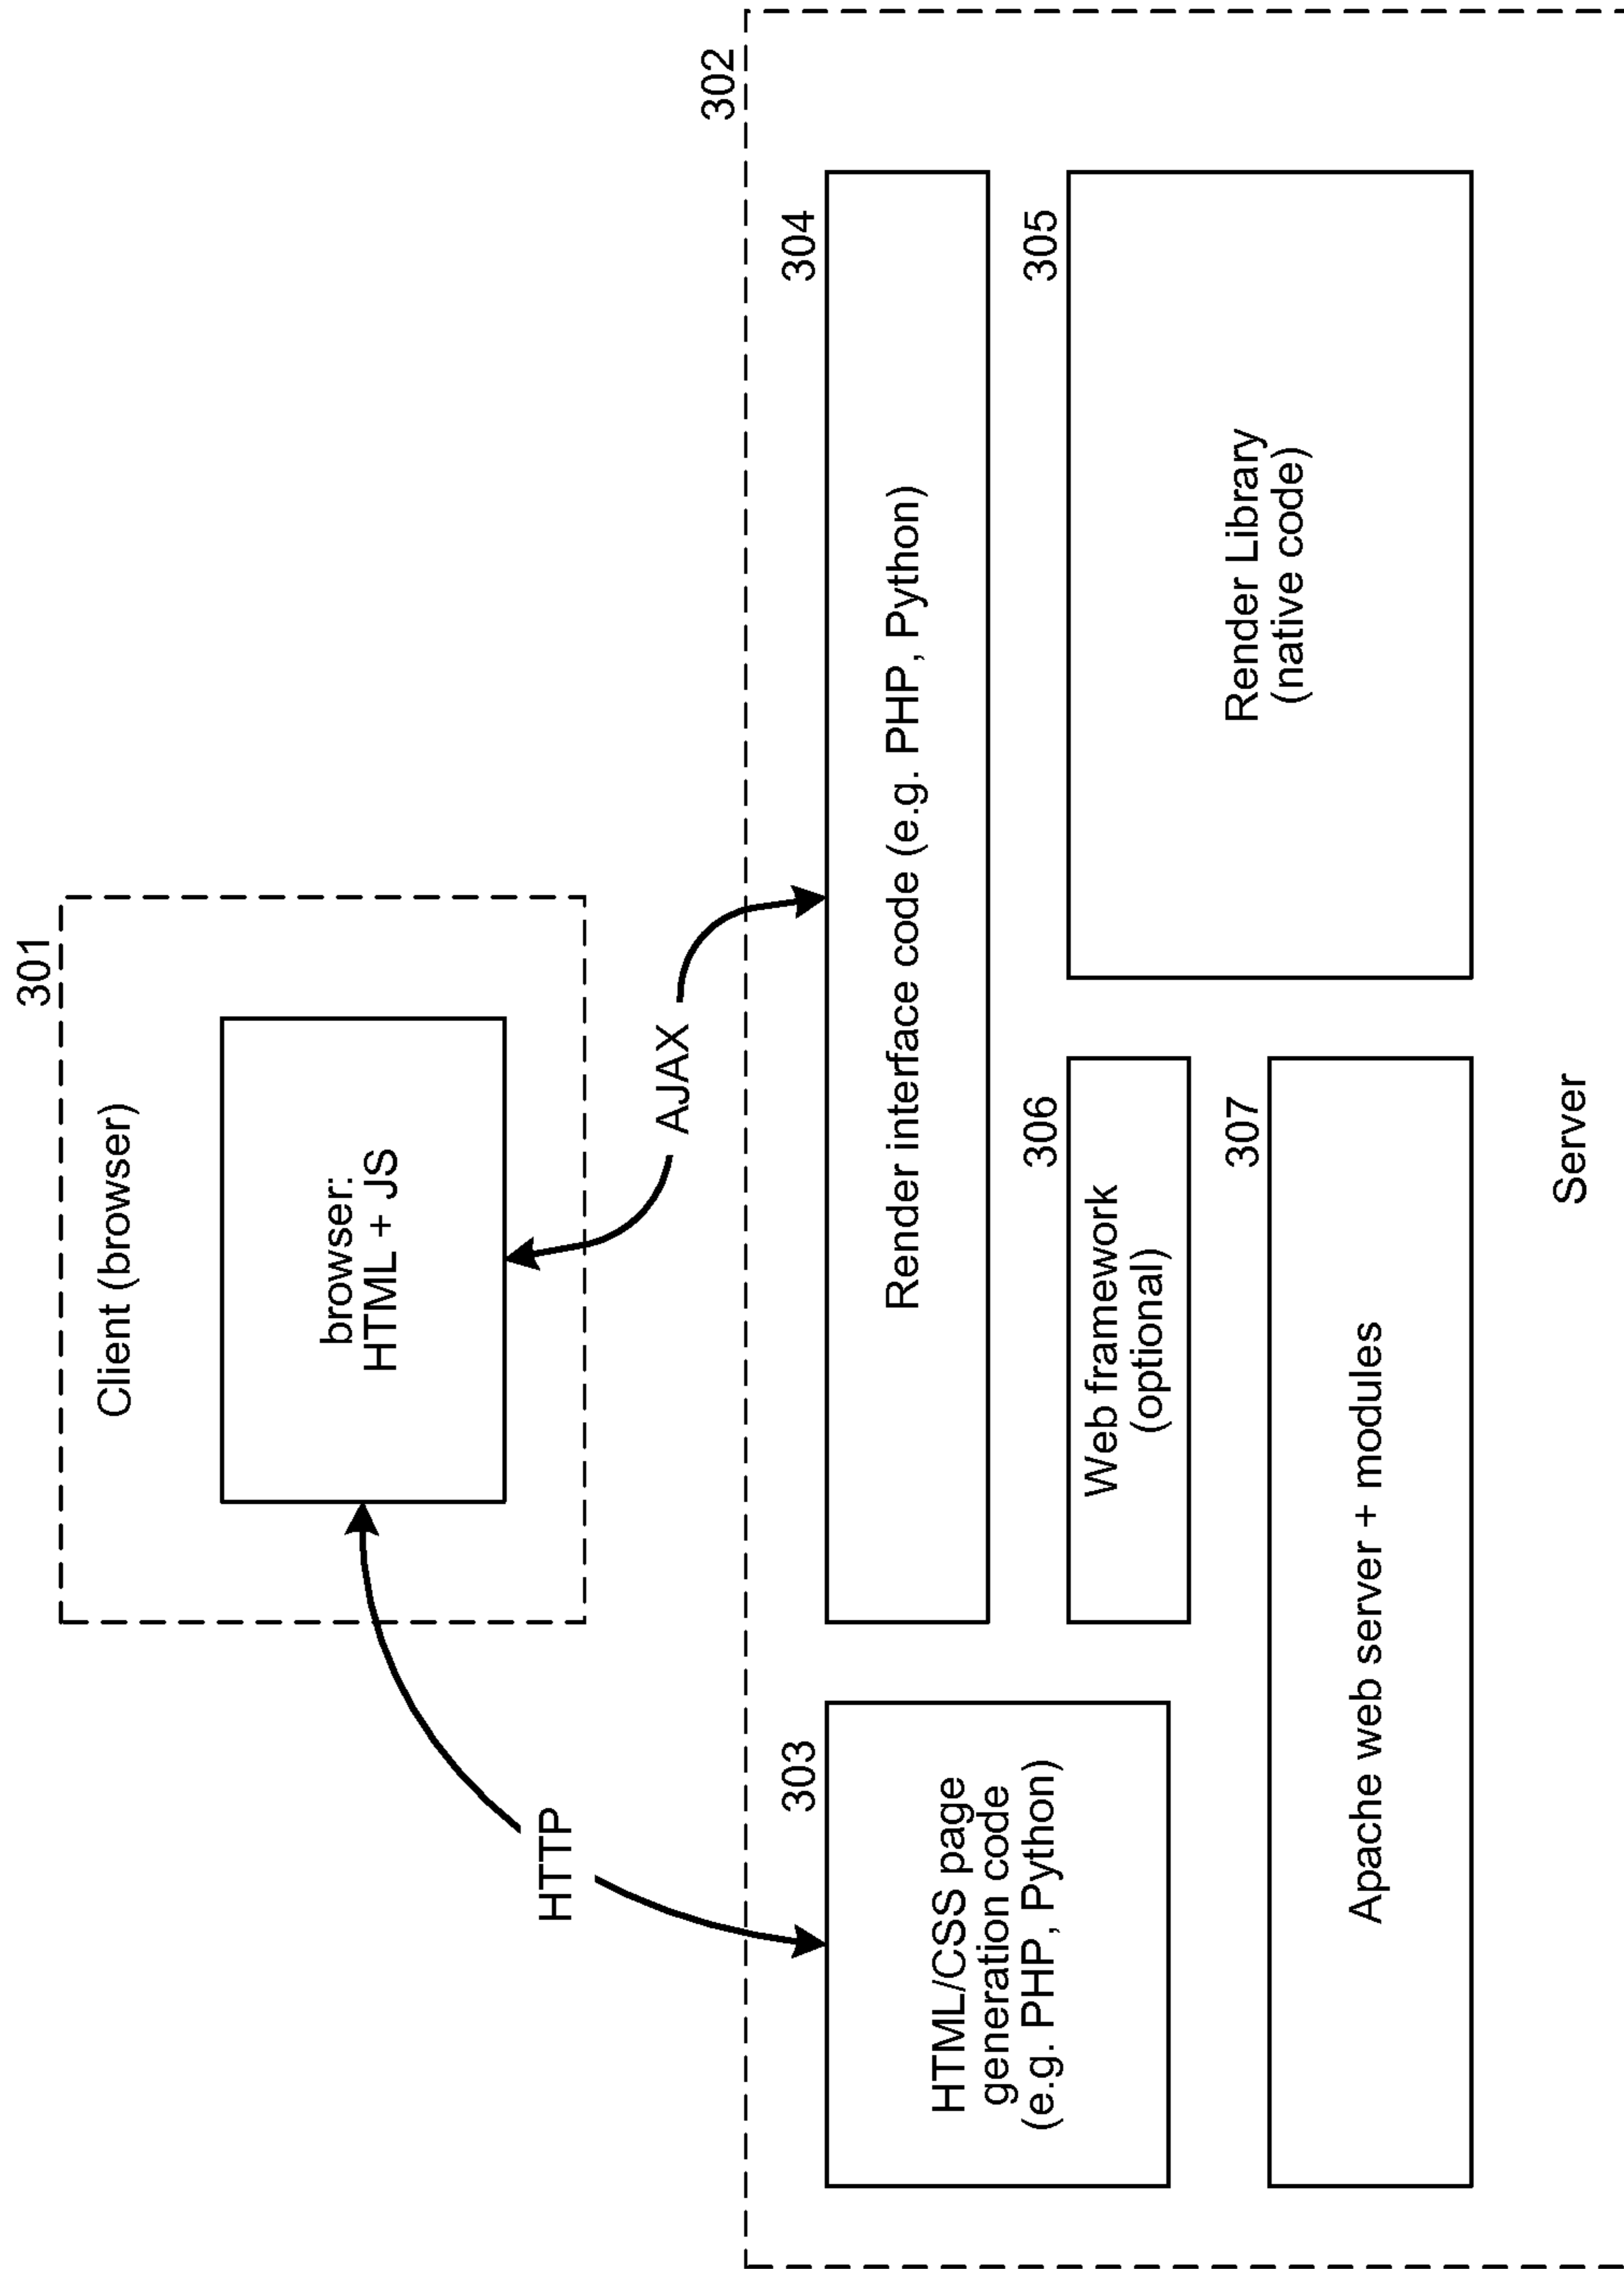 301
Client (browser)
browser:
HTML + JS
HTTP
AJAX
302
303
HTML/CSS page
generation code
(e.g. PHP, Python)
304
Render interface code (e.g. PHP, Python)
306
Web framework
(optional)
305
Render Library
(native code)
307
Apache web server + modules
Server